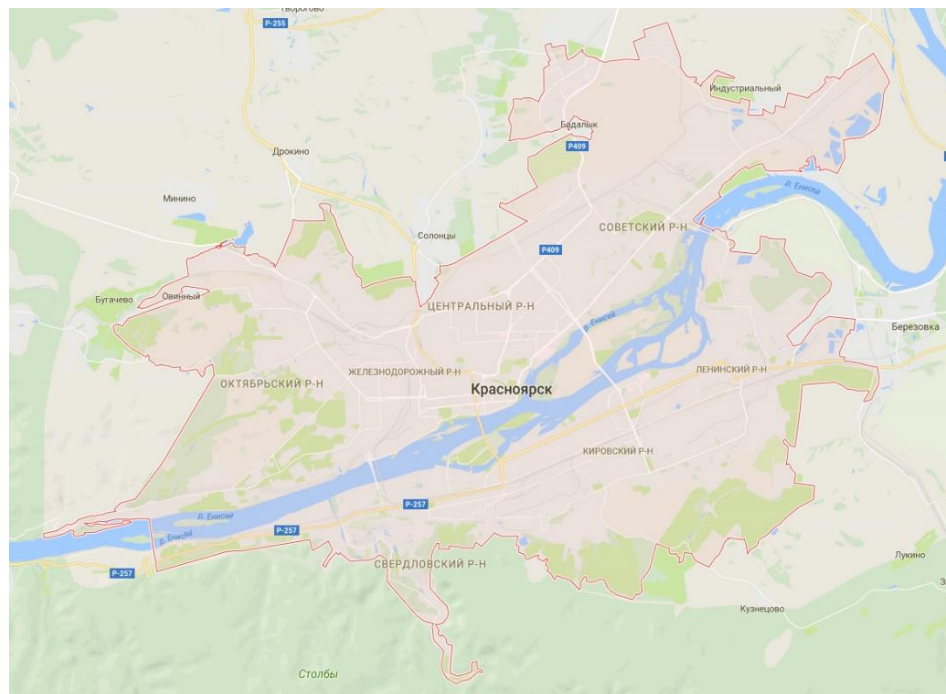 Творогово
Р-255
Индустриальный
Бадалык
Р409
Дрокино
р. Енисей
Минино
СОВЕТСКИЙ Р-Н
Солонцы
Р409
Бугачево
Овинный
ЦЕНТРАЛЬНЫЙ Р-Н
р. Енисей
Березовка
ЖЕЛЕЗНОДОРОЖНЫЙ Р-Н
ЛЕНИНСКИЙ Р-Н
ОКТЯБРЬСКИЙ Р-Н
Красноярск
КИРОВСКИЙ Р-Н
Р-257
р. Енисей
Р-257
р. Енисей
Лукино
СВЕРДЛОВСКИЙ Р-Н
Р-257
Кузнецово
Столбы